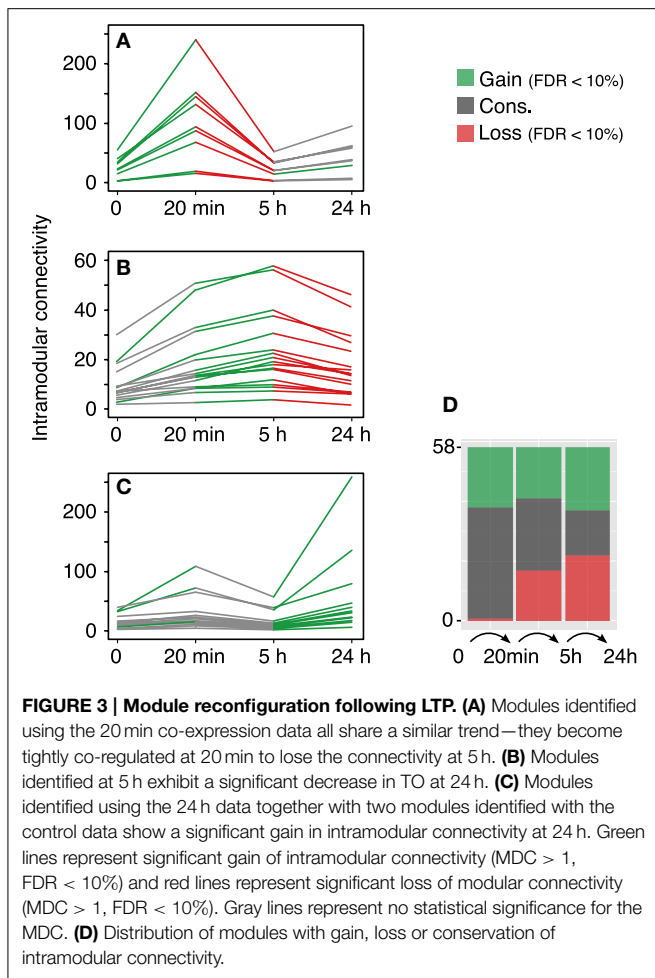 A
200
100
0
0 20 min 5 h 24 h
Gain (FDR < 10%)
Cons.
Loss (FDR < 10%)
Intramodular connectivity
B
60
40
20
0
0 20 min 5 h 24 h
C
200
100
0
0 20 min 5 h 24 h
D
58
0
0 20min 5h 24h
FIGURE 3 | Module reconfiguration following LTP. (A) Modules identified
using the 20 min co-expression data all share a similar trend—they become
tightly co-regulated at 20 min to lose the connectivity at 5 h. (B) Modules
identified at 5 h exhibit a significant decrease in TO at 24 h. (C) Modules
identified using the 24 h data together with two modules identified with the
control data show a significant gain in intramodular connectivity at 24 h. Green
lines represent significant gain of intramodular connectivity (MDC > 1,
FDR < 10%) and red lines represent significant loss of modular connectivity
(MDC > 1, FDR < 10%). Gray lines represent no statistical significance for the
MDC. (D) Distribution of modules with gain, loss or conservation of
intramodular connectivity.